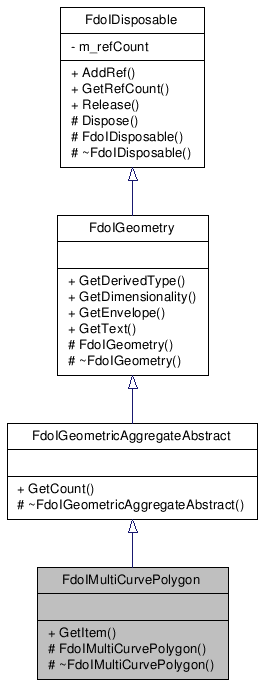 FdoIDisposable
- m_refCount
+ AddRef()
+ GetRefCount()
+ Release()
# Dispose()
# FdoIDisposable()
# ~FdoIDisposable()
FdoIGeometry
+ GetDerivedType()
+ GetDimensionality()
+ GetEnvelope()
+ GetText()
# FdoIGeometry()
# ~FdoIGeometry()
FdoIGeometricAggregateAbstract
+ GetCount()
# ~FdoIGeometricAggregateAbstract()
FdoIMultiCurvePolygon
+ GetItem()
# FdoIMultiCurvePolygon()
# ~FdoIMultiCurvePolygon()